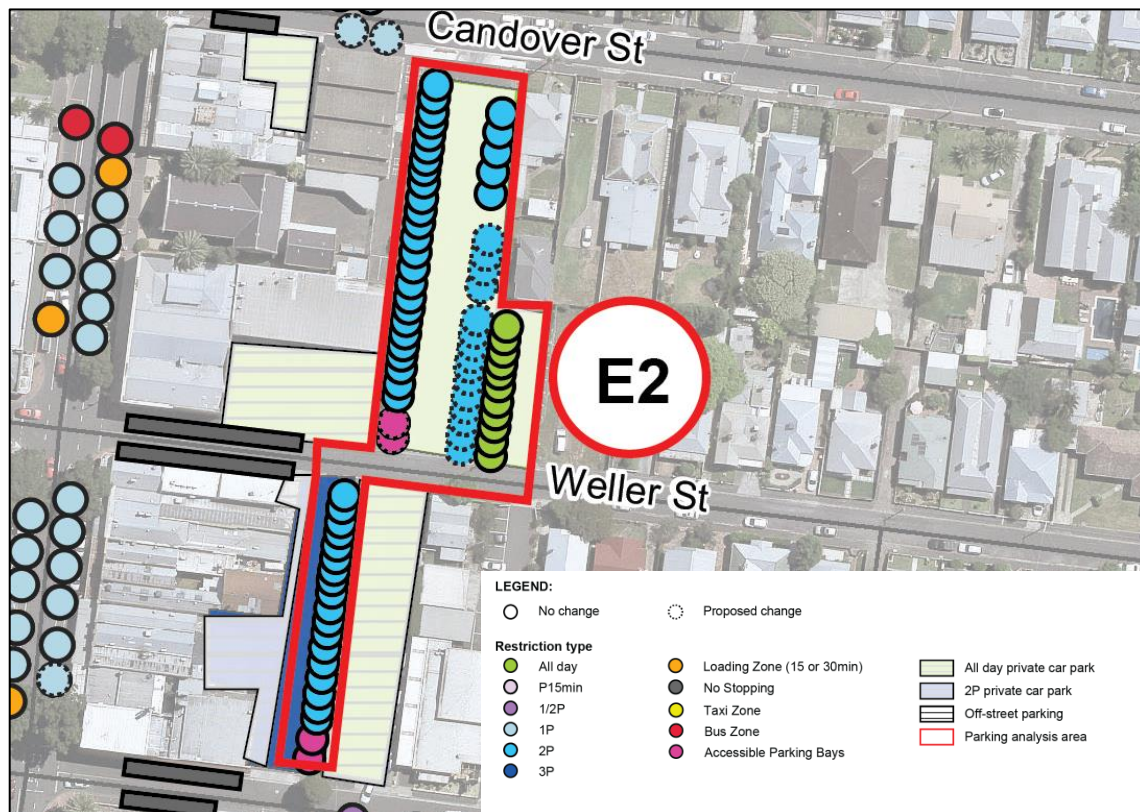 Candover St
E2
Weller St
LEGEND:
No change
Proposed change
Restriction type
All day
P15min
1/2P
1P
2P
3P
Loading Zone (15 or 30min)
No Stopping
Taxi Zone
Bus Zone
Accessible Parking Bays
All day private car park
2P private car park
Off-street parking
Parking analysis area